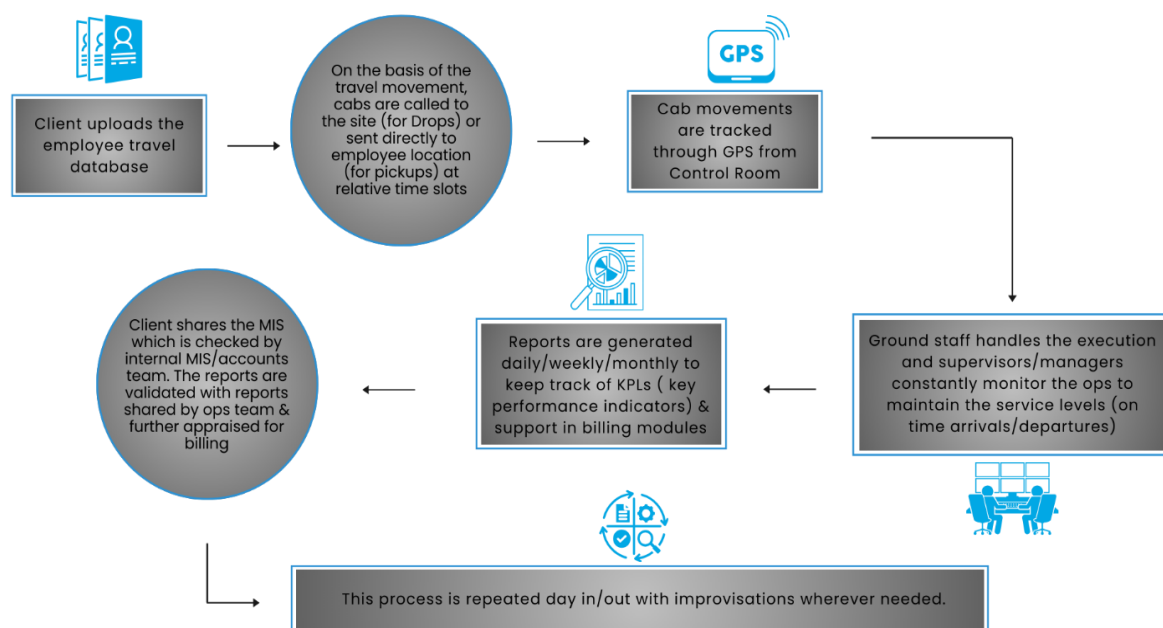 Client uploads the
employee travel
database
On the basis of the
travel movement,
cabs are called to
the site (for Drops) or
sent directly to
employee location
(for pickups) at
relative time slots
GPS
Cab movements
are tracked
through GPS from
Control Room
Ground staff handles the execution
and supervisors/managers
constantly monitor the ops to
maintain the service levels (on
time arrivals/departures)
Reports are generated
daily/weekly/monthly to
keep track of KPLs ( key
performance indicators) &
support in billing modules
Client shares the MIS
which is checked by
internal MIS/accounts
team. The reports are
validated with reports
shared by ops team &
further appraised for
billing
This process is repeated day in/out with improvisations wherever needed.